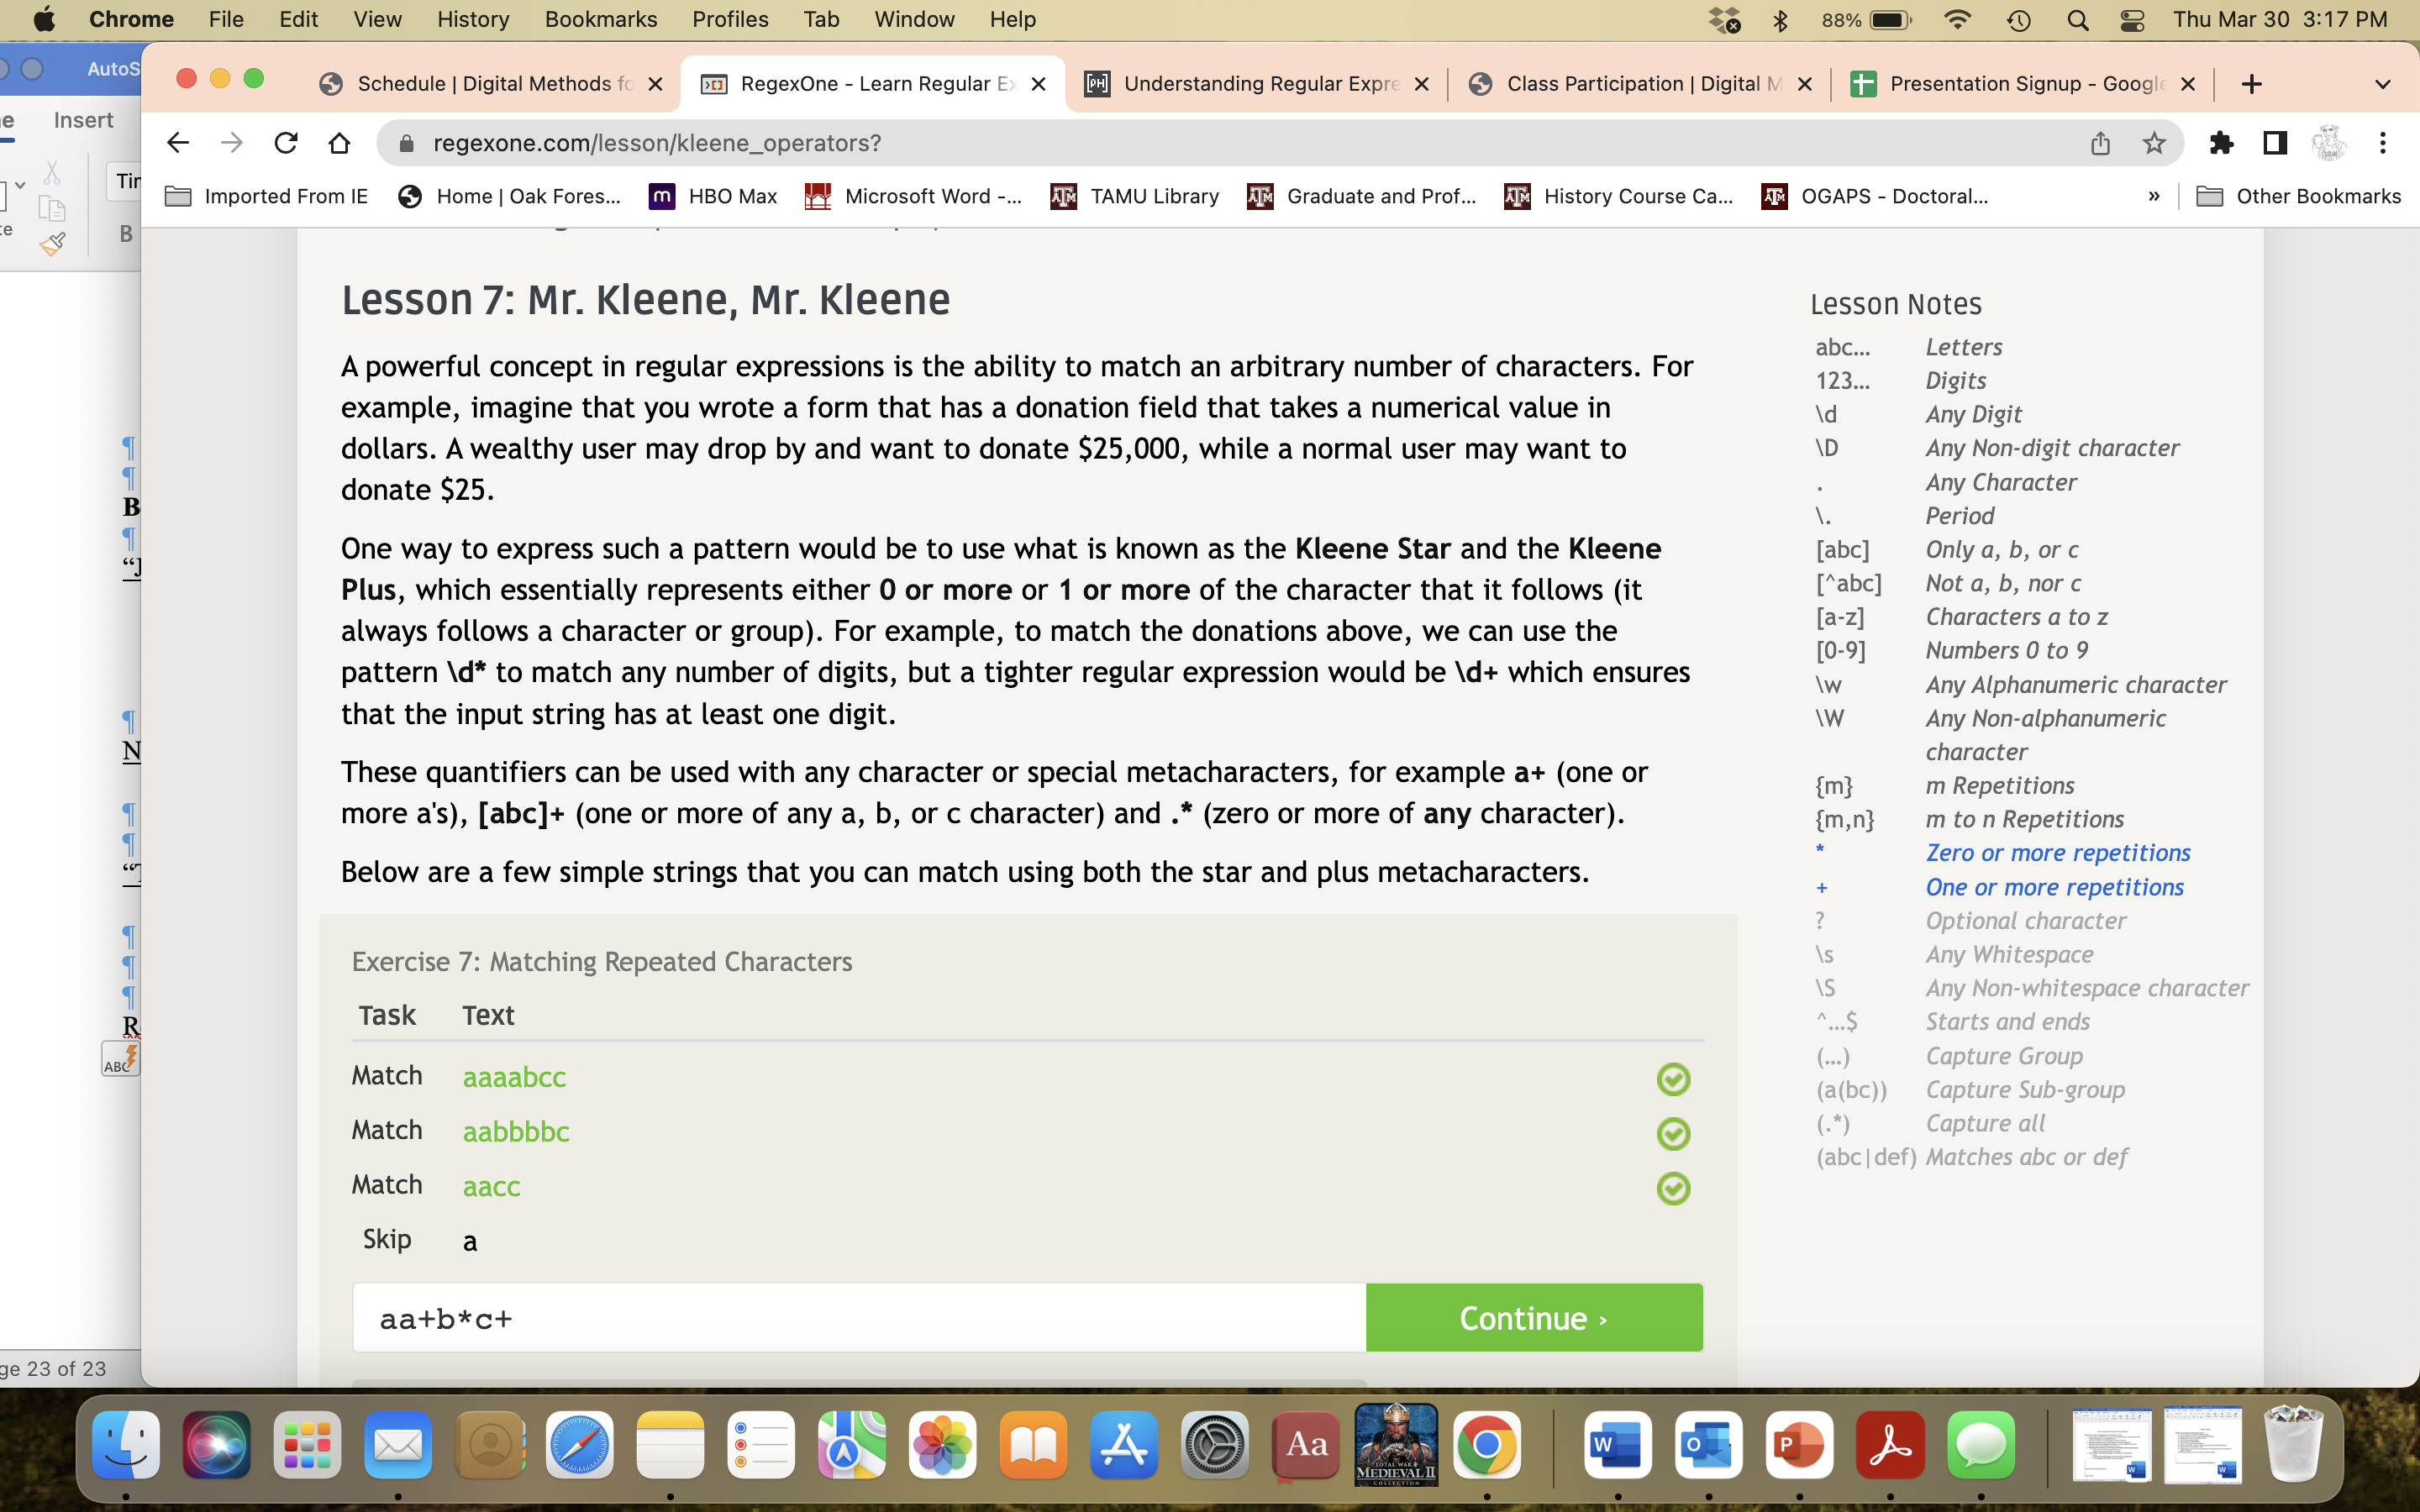 Chrome File Edit View History Bookmarks Profiles Tab Window Help 88% Thu Mar 30 3:17 PM
AutoS
Schedule | Digital Methods fo RegexOne - Learn Regular Ex Understanding Regular Expre Class Participation | Digital M Presentation Signup - Google
Insert
regexone.com/lesson/kleene_operators?
Imported From IE Home | Oak Fores... HBO Max Microsoft Word -... TAMU Library Graduate and Prof... History Course Ca... OGAPS - Doctoral... » Other Bookmarks
B
Lesson 7: Mr. Kleene, Mr. Kleene
A powerful concept in regular expressions is the ability to match an arbitrary number of characters. For
example, imagine that you wrote a form that has a donation field that takes a numerical value in
dollars. A wealthy user may drop by and want to donate $25,000, while a normal user may want to
donate $25.
One way to express such a pattern would be to use what is known as the Kleene Star and the Kleene
Plus, which essentially represents either 0 or more or 1 or more of the character that it follows (it
always follows a character or group). For example, to match the donations above, we can use the
pattern \d* to match any number of digits, but a tighter regular expression would be \d+ which ensures
that the input string has at least one digit.
These quantifiers can be used with any character or special metacharacters, for example a+ (one or
more a's), [abc]+ (one or more of any a, b, or c character) and .* (zero or more of any character).
Below are a few simple strings that you can match using both the star and plus metacharacters.
Exercise 7: Matching Repeated Characters
Task Text
Match aaaabcc
Match aabbbbc
Match aacc
Skip a
aa+b*c+
Continue ›
Lesson Notes
abc... Letters
123... Digits
\d Any Digit
\D Any Non-digit character
. Any Character
\. Period
[abc] Only a, b, or c
[^abc] Not a, b, nor c
[a-z] Characters a to z
[0-9] Numbers 0 to 9
\w Any Alphanumeric character
\W Any Non-alphanumeric
character
{m} m Repetitions
{m,n} m to n Repetitions
* Zero or more repetitions
+ One or more repetitions
? Optional character
\s Any Whitespace
\S Any Non-whitespace character
^...$ Starts and ends
(...) Capture Group
(a(bc)) Capture Sub-group
(.*) Capture all
(abc|def) Matches abc or def
ABC
ge 23 of 23
Aa
MEDIEVAL II